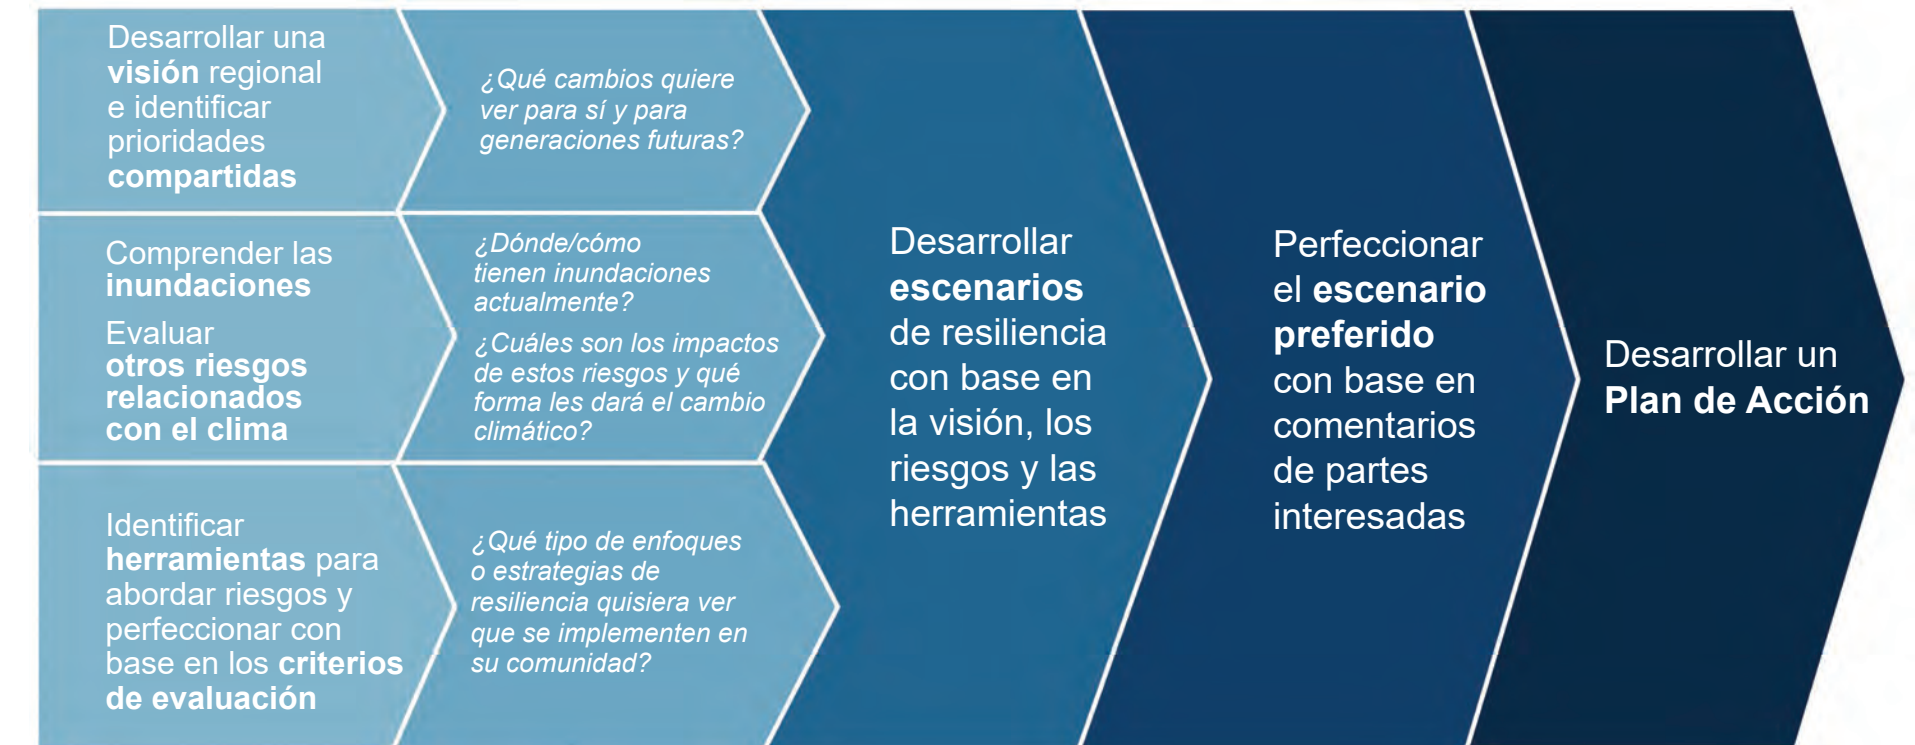 Desarrollar una
visión regional
e identificar
prioridades
compartidas
¿Qué cambios quiere
ver para sí y para
generaciones futuras?
Comprender las
inundaciones
Evaluar
otros riesgos
relacionados
con el clima
¿Dónde/cómo
tienen inundaciones
actualmente?
¿Cuáles son los impactos
de estos riesgos y qué
forma les dará el cambio
climático?
Identificar
herramientas para
abordar riesgos y
perfeccionar con
base en los criterios
de evaluación
¿Qué tipo de enfoques
o estrategias de
resiliencia quisiera ver
que se implementen en
su comunidad?
Desarrollar
escenarios
de resiliencia
con base en
la visión, los
riesgos y las
herramientas
Perfeccionar
el escenario
preferido
con base en
comentarios
de partes
interesadas
Desarrollar un
Plan de Acción